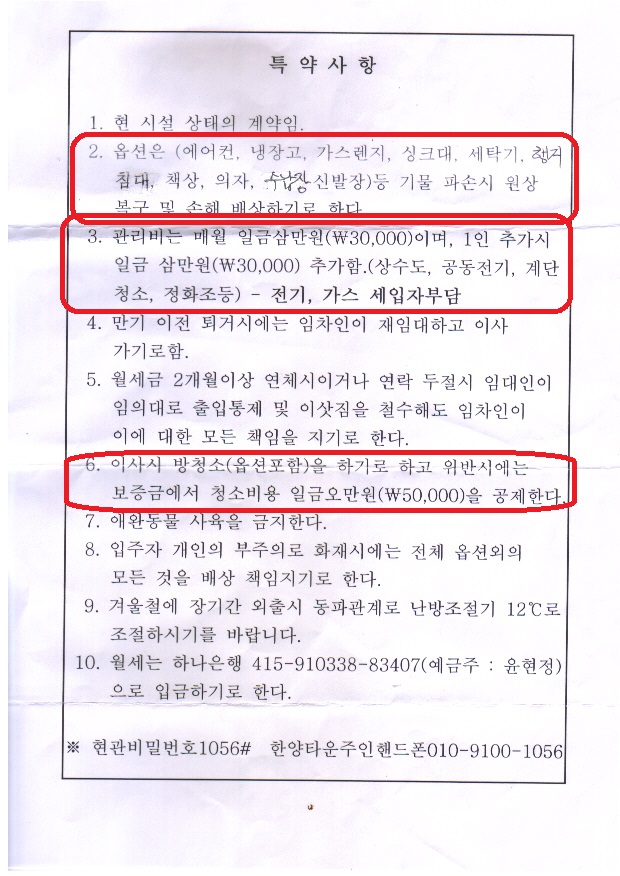 특 약 사 항
1. 현 시설 상태의 계약임.
2. 옵션은 (에어컨, 냉장고, 가스렌지, 싱크대, 세탁기,
침대, 책상, 의자, 수납장 신발장)등 기물 파손시 원상
복구 및 손해 배상하기로 한다.
3. 관리비는 매월 일금삼만원(₩30,000)이며, 1인 추가시
일금 삼만원(₩30,000) 추가함.(상수도, 공동전기, 계단
청소, 정화조등) - 전기, 가스 세입자부담
4. 만기 이전 퇴거시에는 임차인이 재임대하고 이사
가기로함.
5. 월세금 2개월이상 연체시이거나 연락 두절시 임대인이
임의대로 출입통제 및 이삿짐을 철수해도 임차인이
이에 대한 모든 책임을 지기로 한다.
6. 이사시 방청소(옵션포함)을 하기로 하고 위반시에는
보증금에서 청소비용 일금오만원(₩50,000)을 공제한다.
7. 애완동물 사육을 금지한다.
8. 입주자 개인의 부주의로 화재시에는 전체 옵션외의
모든 것을 배상 책임지기로 한다.
9. 겨울철에 장기간 외출시 동파관계로 난방조절기 12℃로
조절하시기를 바랍니다.
10. 월세는 하나은행 415-910338-83407(예금주 : 윤현정)
으로 입금하기로 한다.
※ 현관비밀번호1056# 한양타운주인핸드폰010-9100-1056